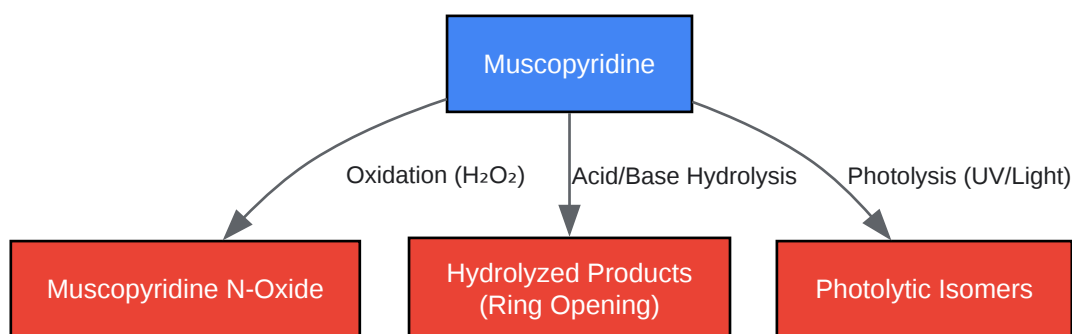 Muscopyridine
Oxidation (H₂O₂)
Acid/Base Hydrolysis
Photolysis (UV/Light)
Muscopyridine N-Oxide
Hydrolyzed Products
(Ring Opening)
Photolytic Isomers